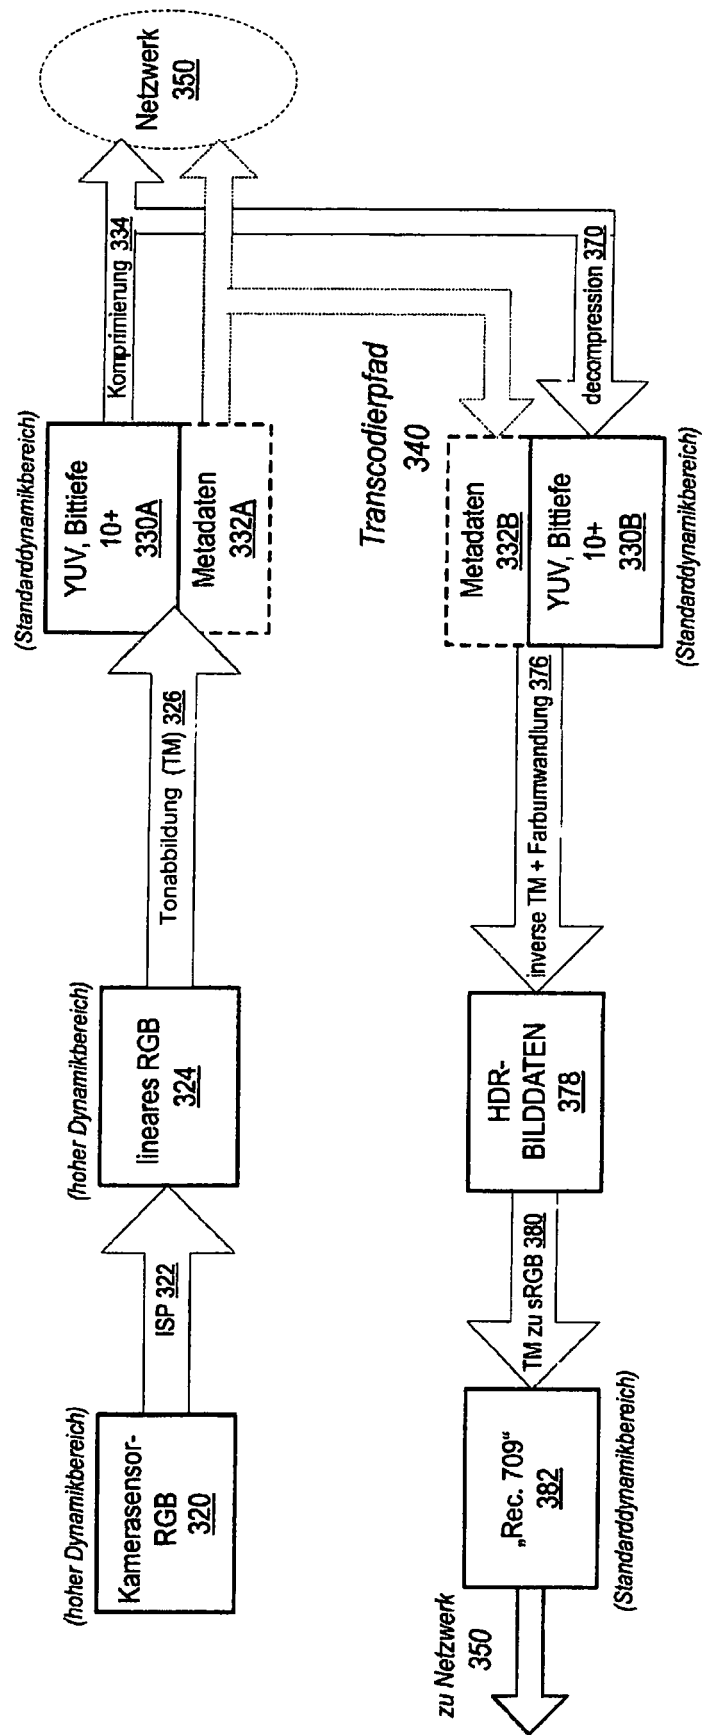 (hoher Dynamikbereich)
Kamerasensor-
RGB
320
ISP 322
(hoher Dynamikbereich)
lineares RGB
324
Tonabbildung (TM) 326
(Standarddynamikbereich)
YUV, Bittiefe
10+
330A
Metadaten
332A
Komprimierung 334
Netzwerk
350
Transcodierpfad
340
decompression 370
Metadaten
332B
YUV, Bittiefe
10+
330B
(Standarddynamikbereich)
inverse TM + Farbumwandlung 376
HDR-
BILDDATEN
378
TM zu sRGB 380
„Rec. 709“
382
(Standarddynamikbereich)
zu Netzwerk
350